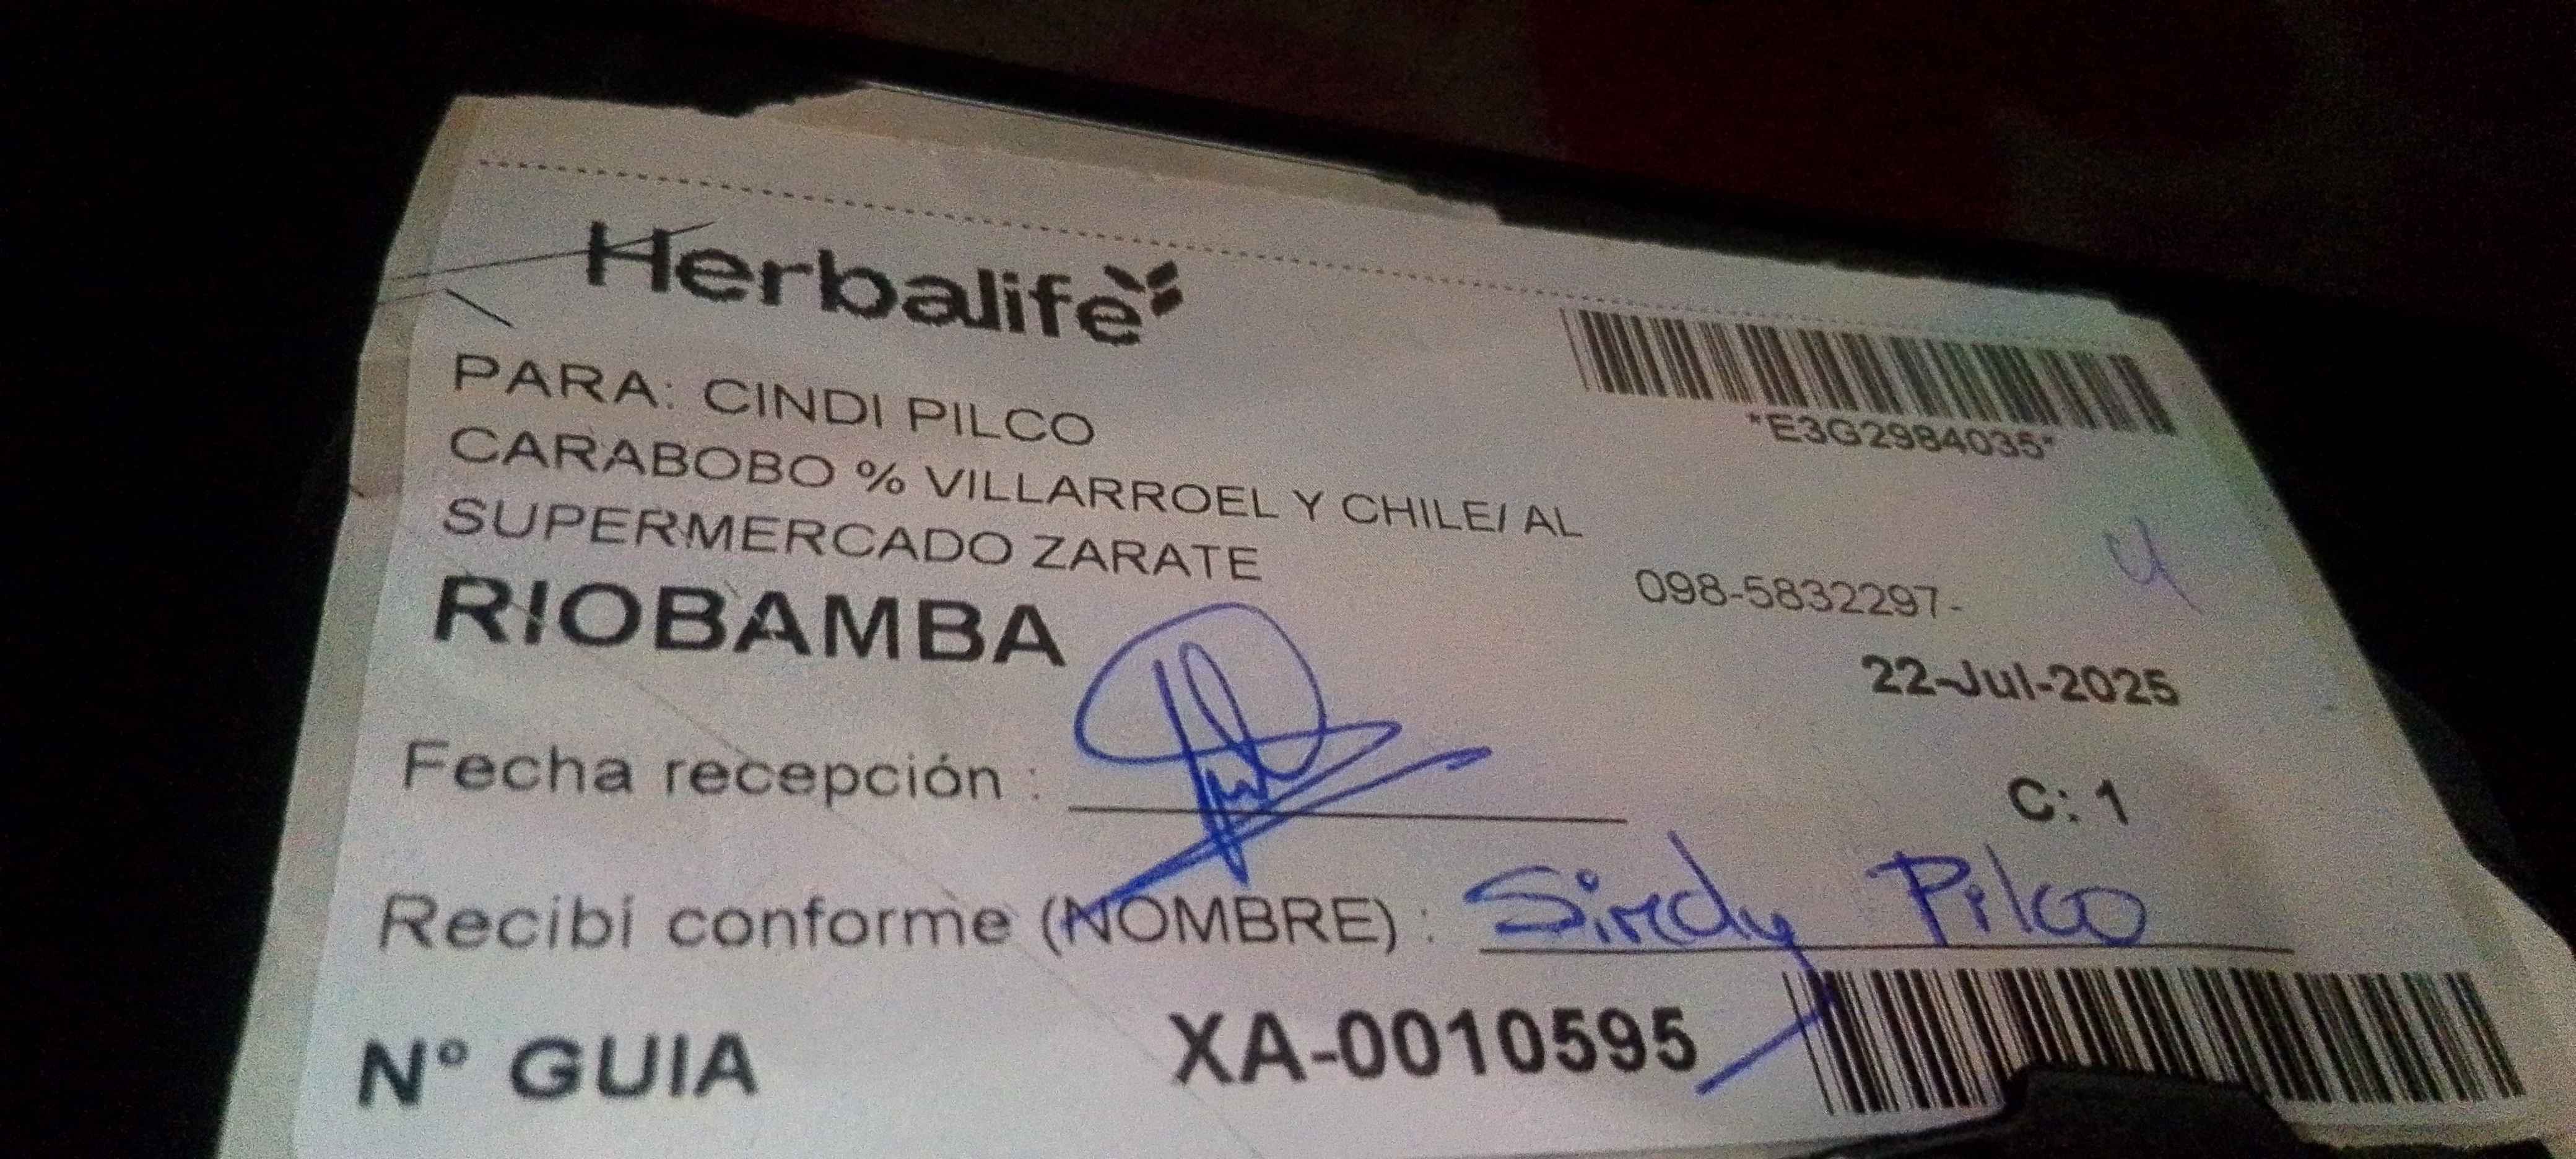 Herbalife
*E3G2984035*
PARA: CINDI PILCO
CARABOBO % VILLARROEL Y CHILE/ AL
SUPERMERCADO ZARATE
098-5832297-
4
RIOBAMBA
22-Jul-2025
Fecha recepción :
C: 1
Recibí conforme (NOMBRE) : Sindy Pilco
N° GUIA XA-0010595